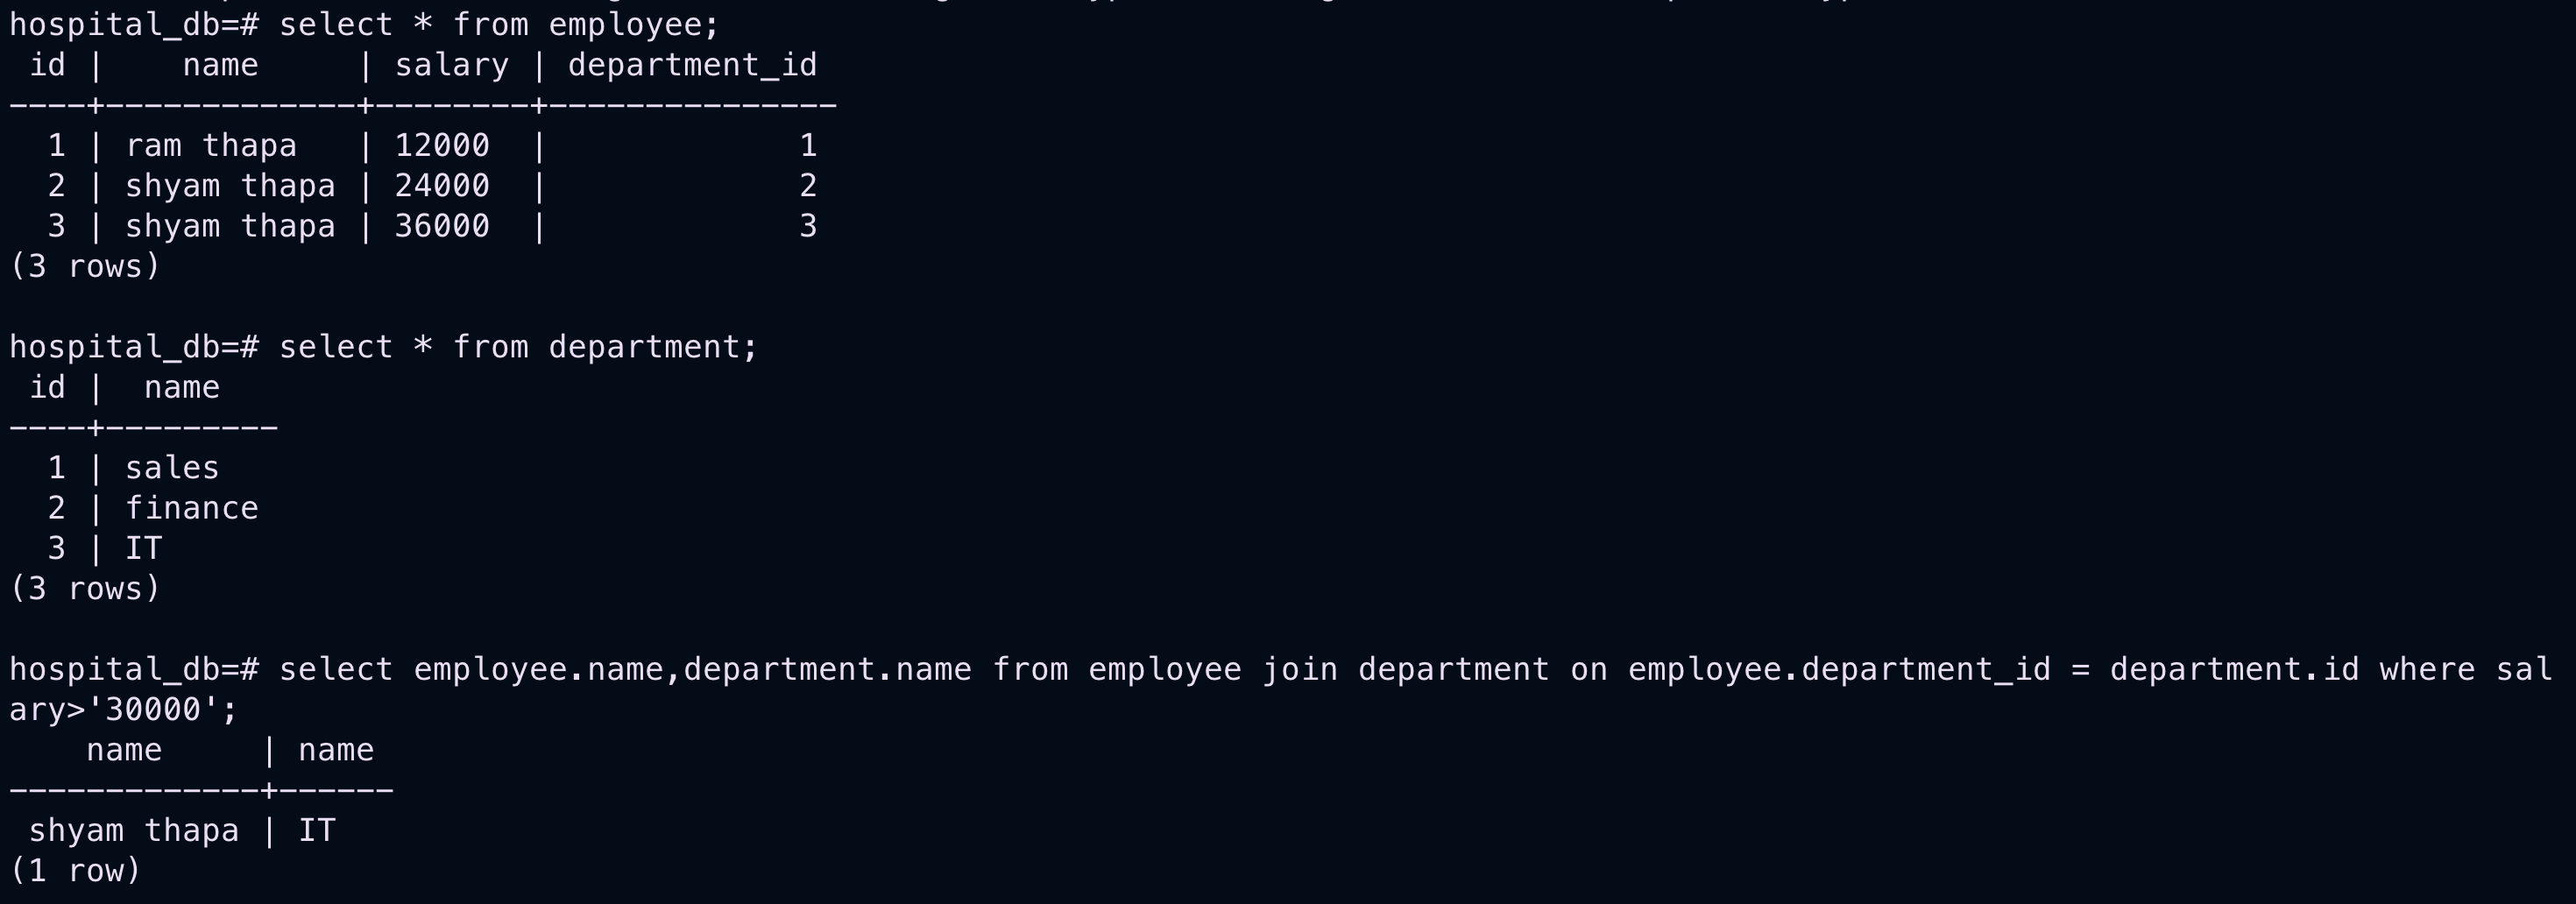 hospital_db=# select * from employee;
 id |    name     | salary | department_id
----+-------------+--------+---------------
  1 | ram thapa   | 12000  |             1
  2 | shyam thapa | 24000  |             2
  3 | shyam thapa | 36000  |             3
(3 rows)

hospital_db=# select * from department;
 id |  name
----+---------
  1 | sales
  2 | finance
  3 | IT
(3 rows)

hospital_db=# select employee.name,department.name from employee join department on employee.department_id = department.id where sal
ary>'30000';
    name     | name
-------------+------
 shyam thapa | IT
(1 row)